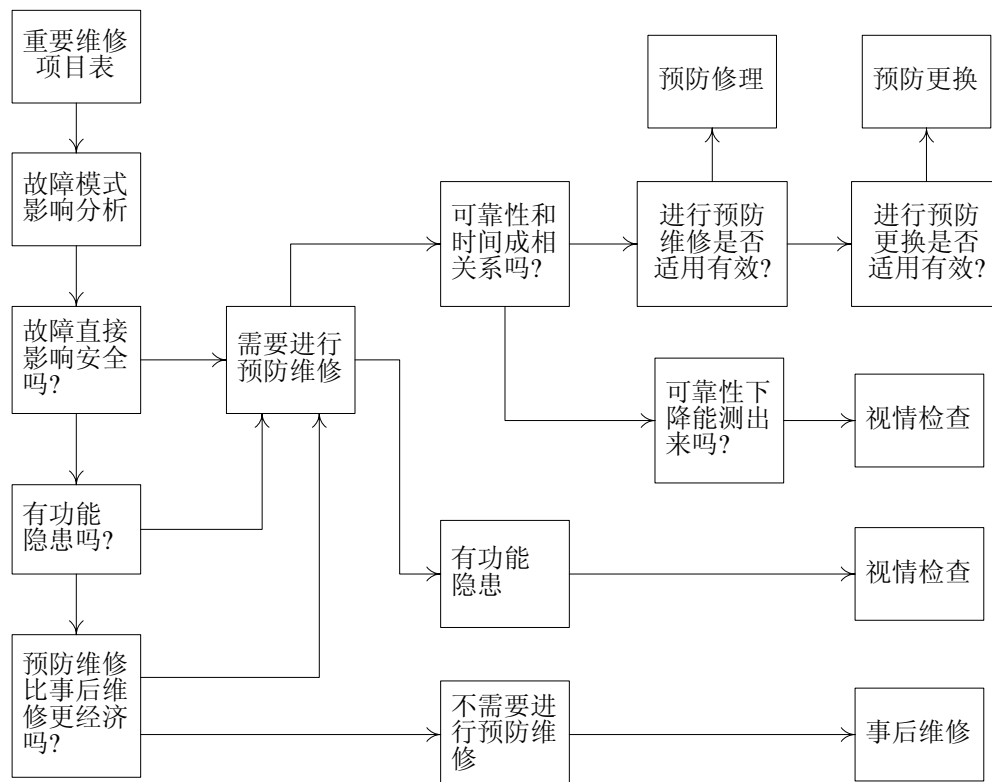 重要维修
项目表
故障模式
影响分析
故障直接
影响安全
吗?
有功能
隐患吗?
预防维修
比事后维
修更经济
吗?
需要进行
预防维修
可靠性和
时间成相
关系吗?
有功能
隐患
不需要进
行预防维
修
预防修理
进行预防
维修是否
适用有效?
可靠性下
降能测出
来吗?
预防更换
进行预防
更换是否
适用有效?
视情检查
视情检查
事后维修